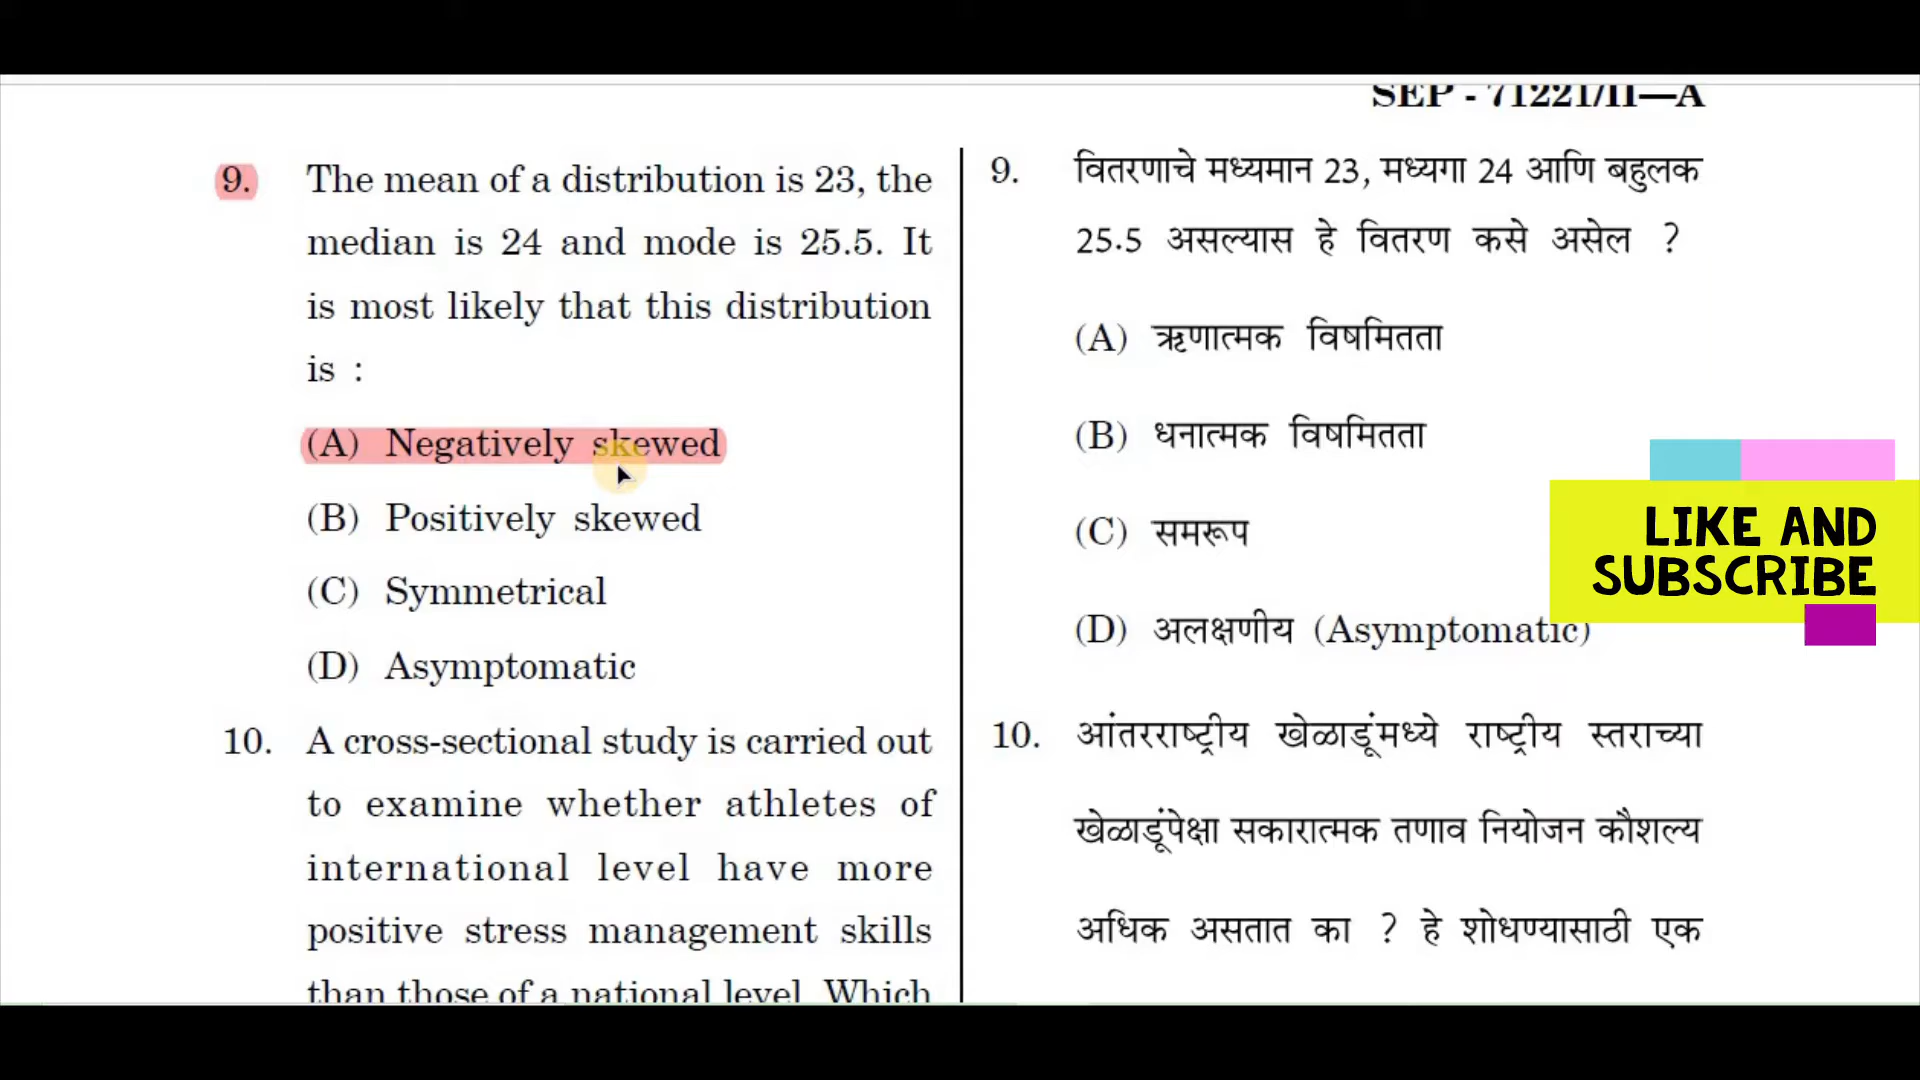 SEP - 71221/II—A
9. The mean of a distribution is 23, the
median is 24 and mode is 25.5. It
is most likely that this distribution
is :
(A) Negatively skewed
(B) Positively skewed
(C) Symmetrical
(D) Asymptomatic
10. A cross-sectional study is carried out
to examine whether athletes of
international level have more
positive stress management skills
than those of a national level. Which
9. वितरणाचे मध्यमान 23, मध्यगा 24 आणि बहुलक
25.5 असल्यास हे वितरण कसे असेल ?
(A) ऋणात्मक विषमितता
(B) धनात्मक विषमितता
(C) समरूप
(D) अलक्षणीय (Asymptomatic)
10. आंतरराष्ट्रीय खेळाडूंमध्ये राष्ट्रीय स्तराच्या
खेळाडूंपेक्षा सकारात्मक तणाव नियोजन कौशल्य
अधिक असतात का ? हे शोधण्यासाठी एक
LIKE AND
SUBSCRIBE